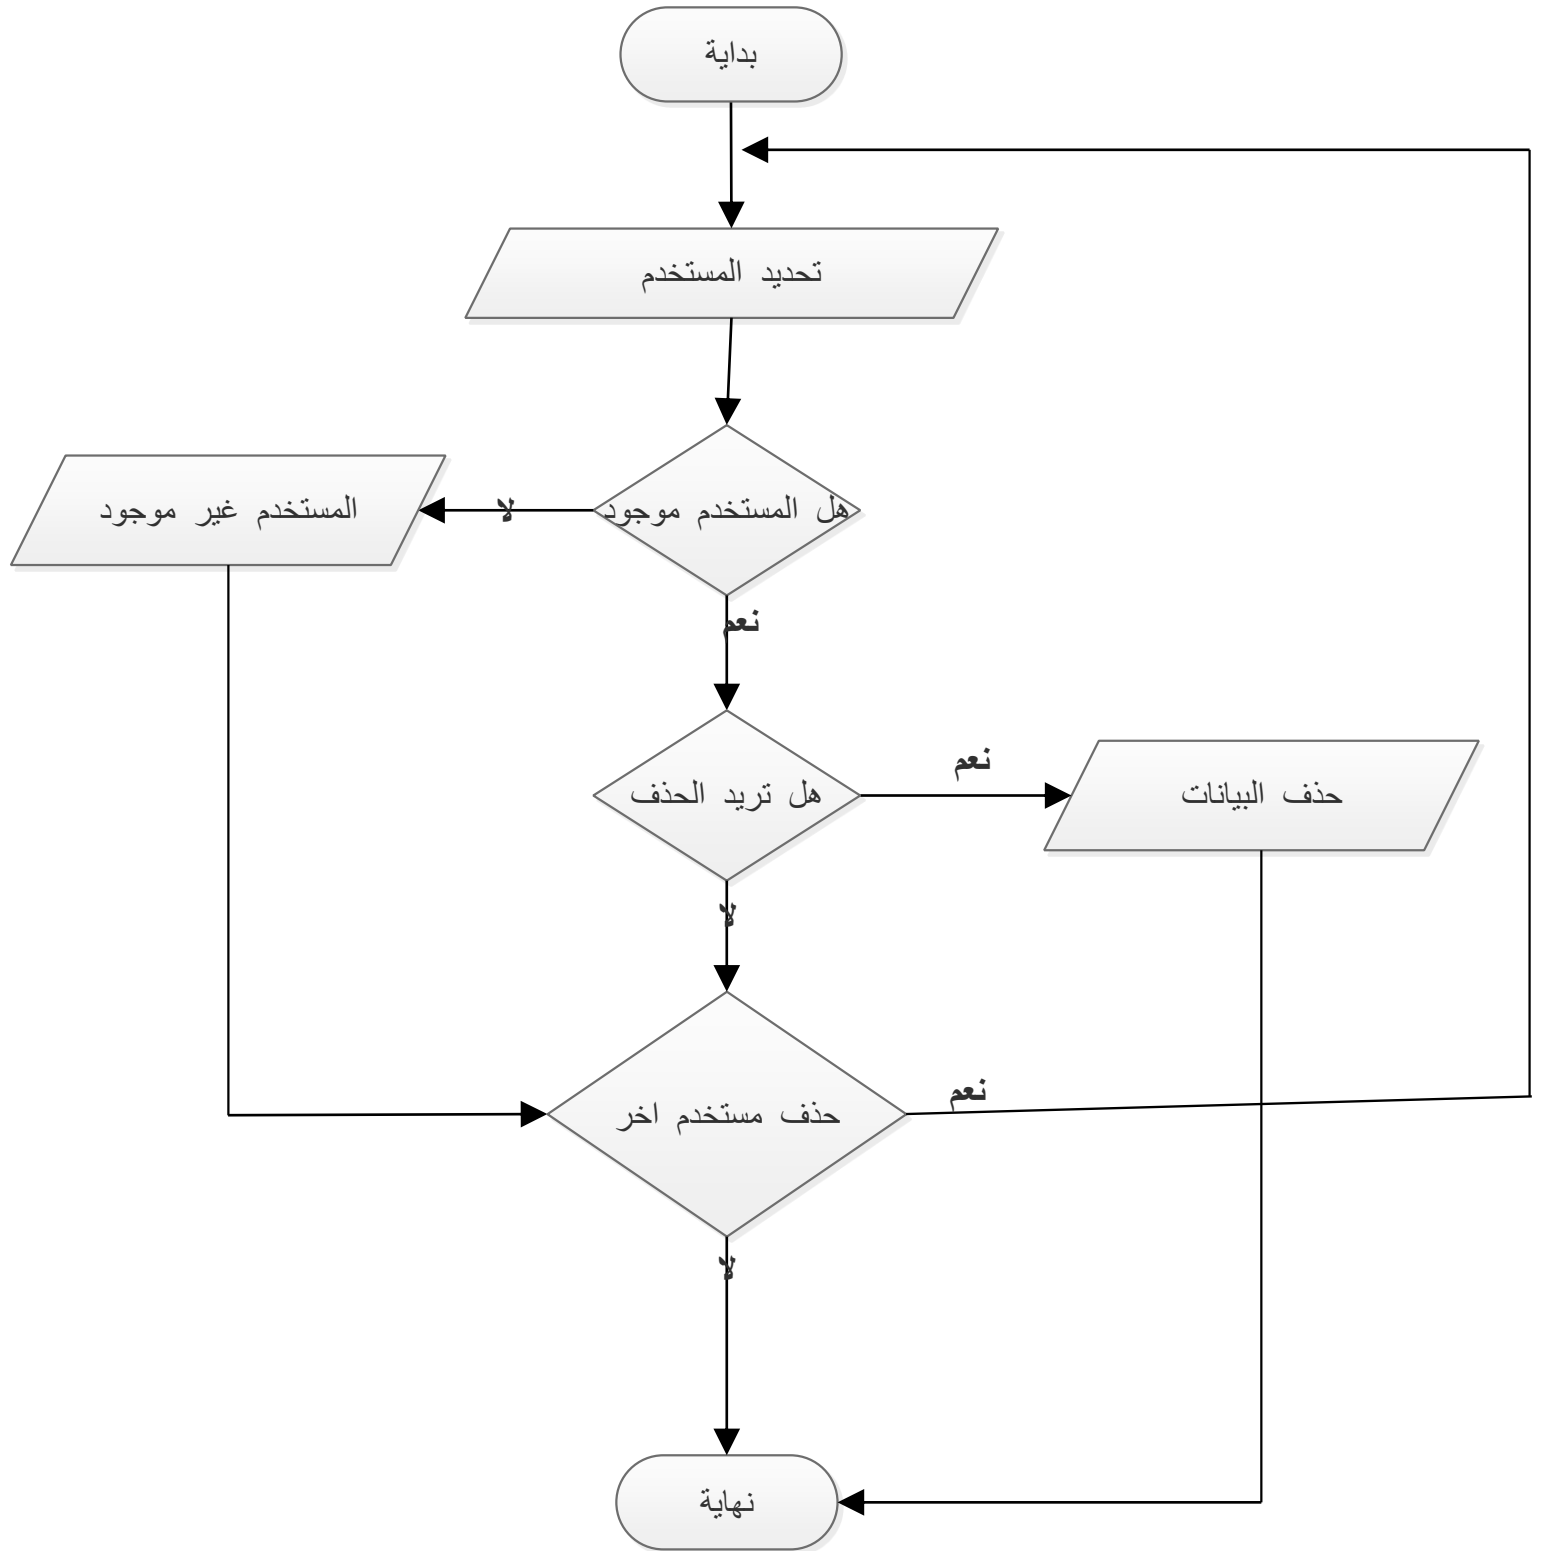 بداية
تحديد المستخدم
هل المستخدم موجود
لا
المستخدم غير موجود
نعم
هل تريد الحذف
نعم
حذف البيانات
لا
حذف مستخدم اخر
نعم
لا
نهاية